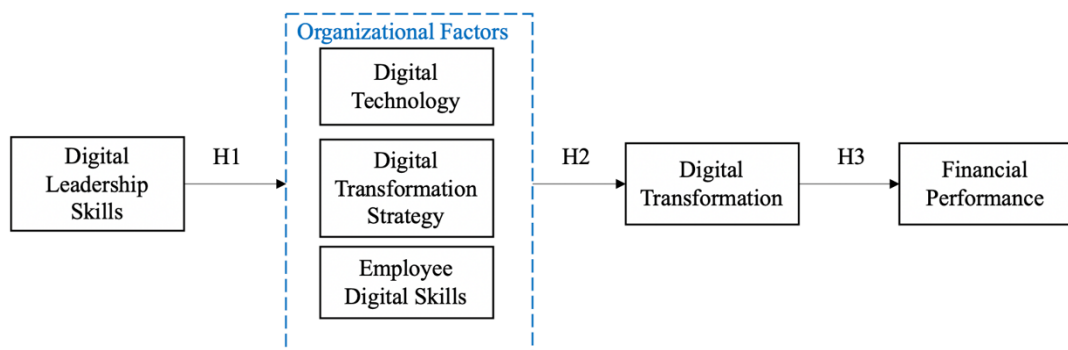 Organizational Factors
Digital
Technology
Digital
Leadership
Skills
H1
Digital
Transformation
Strategy
H2
Digital
Transformation
H3
Financial
Performance
Employee
Digital Skills